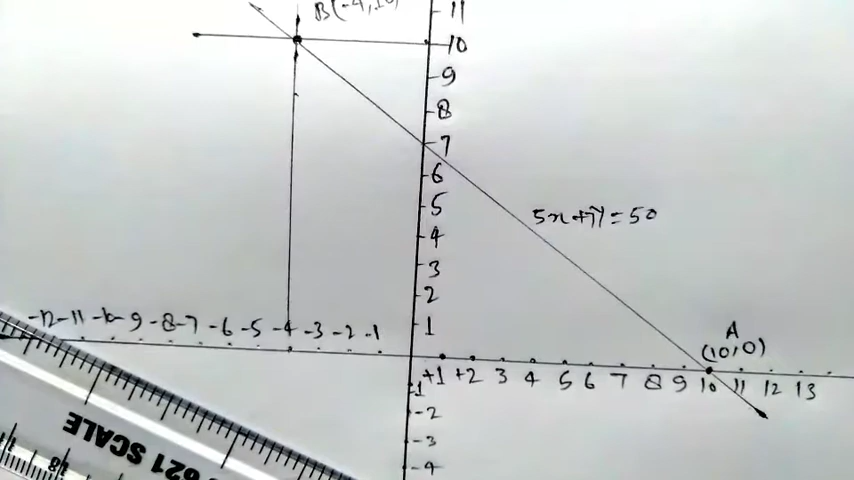 B(-4,10)
11
10
9
8
7
6
5
4
3
2
1
5x+7y=50
A
(10,0)
-12 -11 -10 -9 -8 -7 -6 -5 -4 -3 -2 -1
+1 +2 3 4 5 6 7 8 9 10 11 12 13
-1
-2
-3
-4
621 SCALE